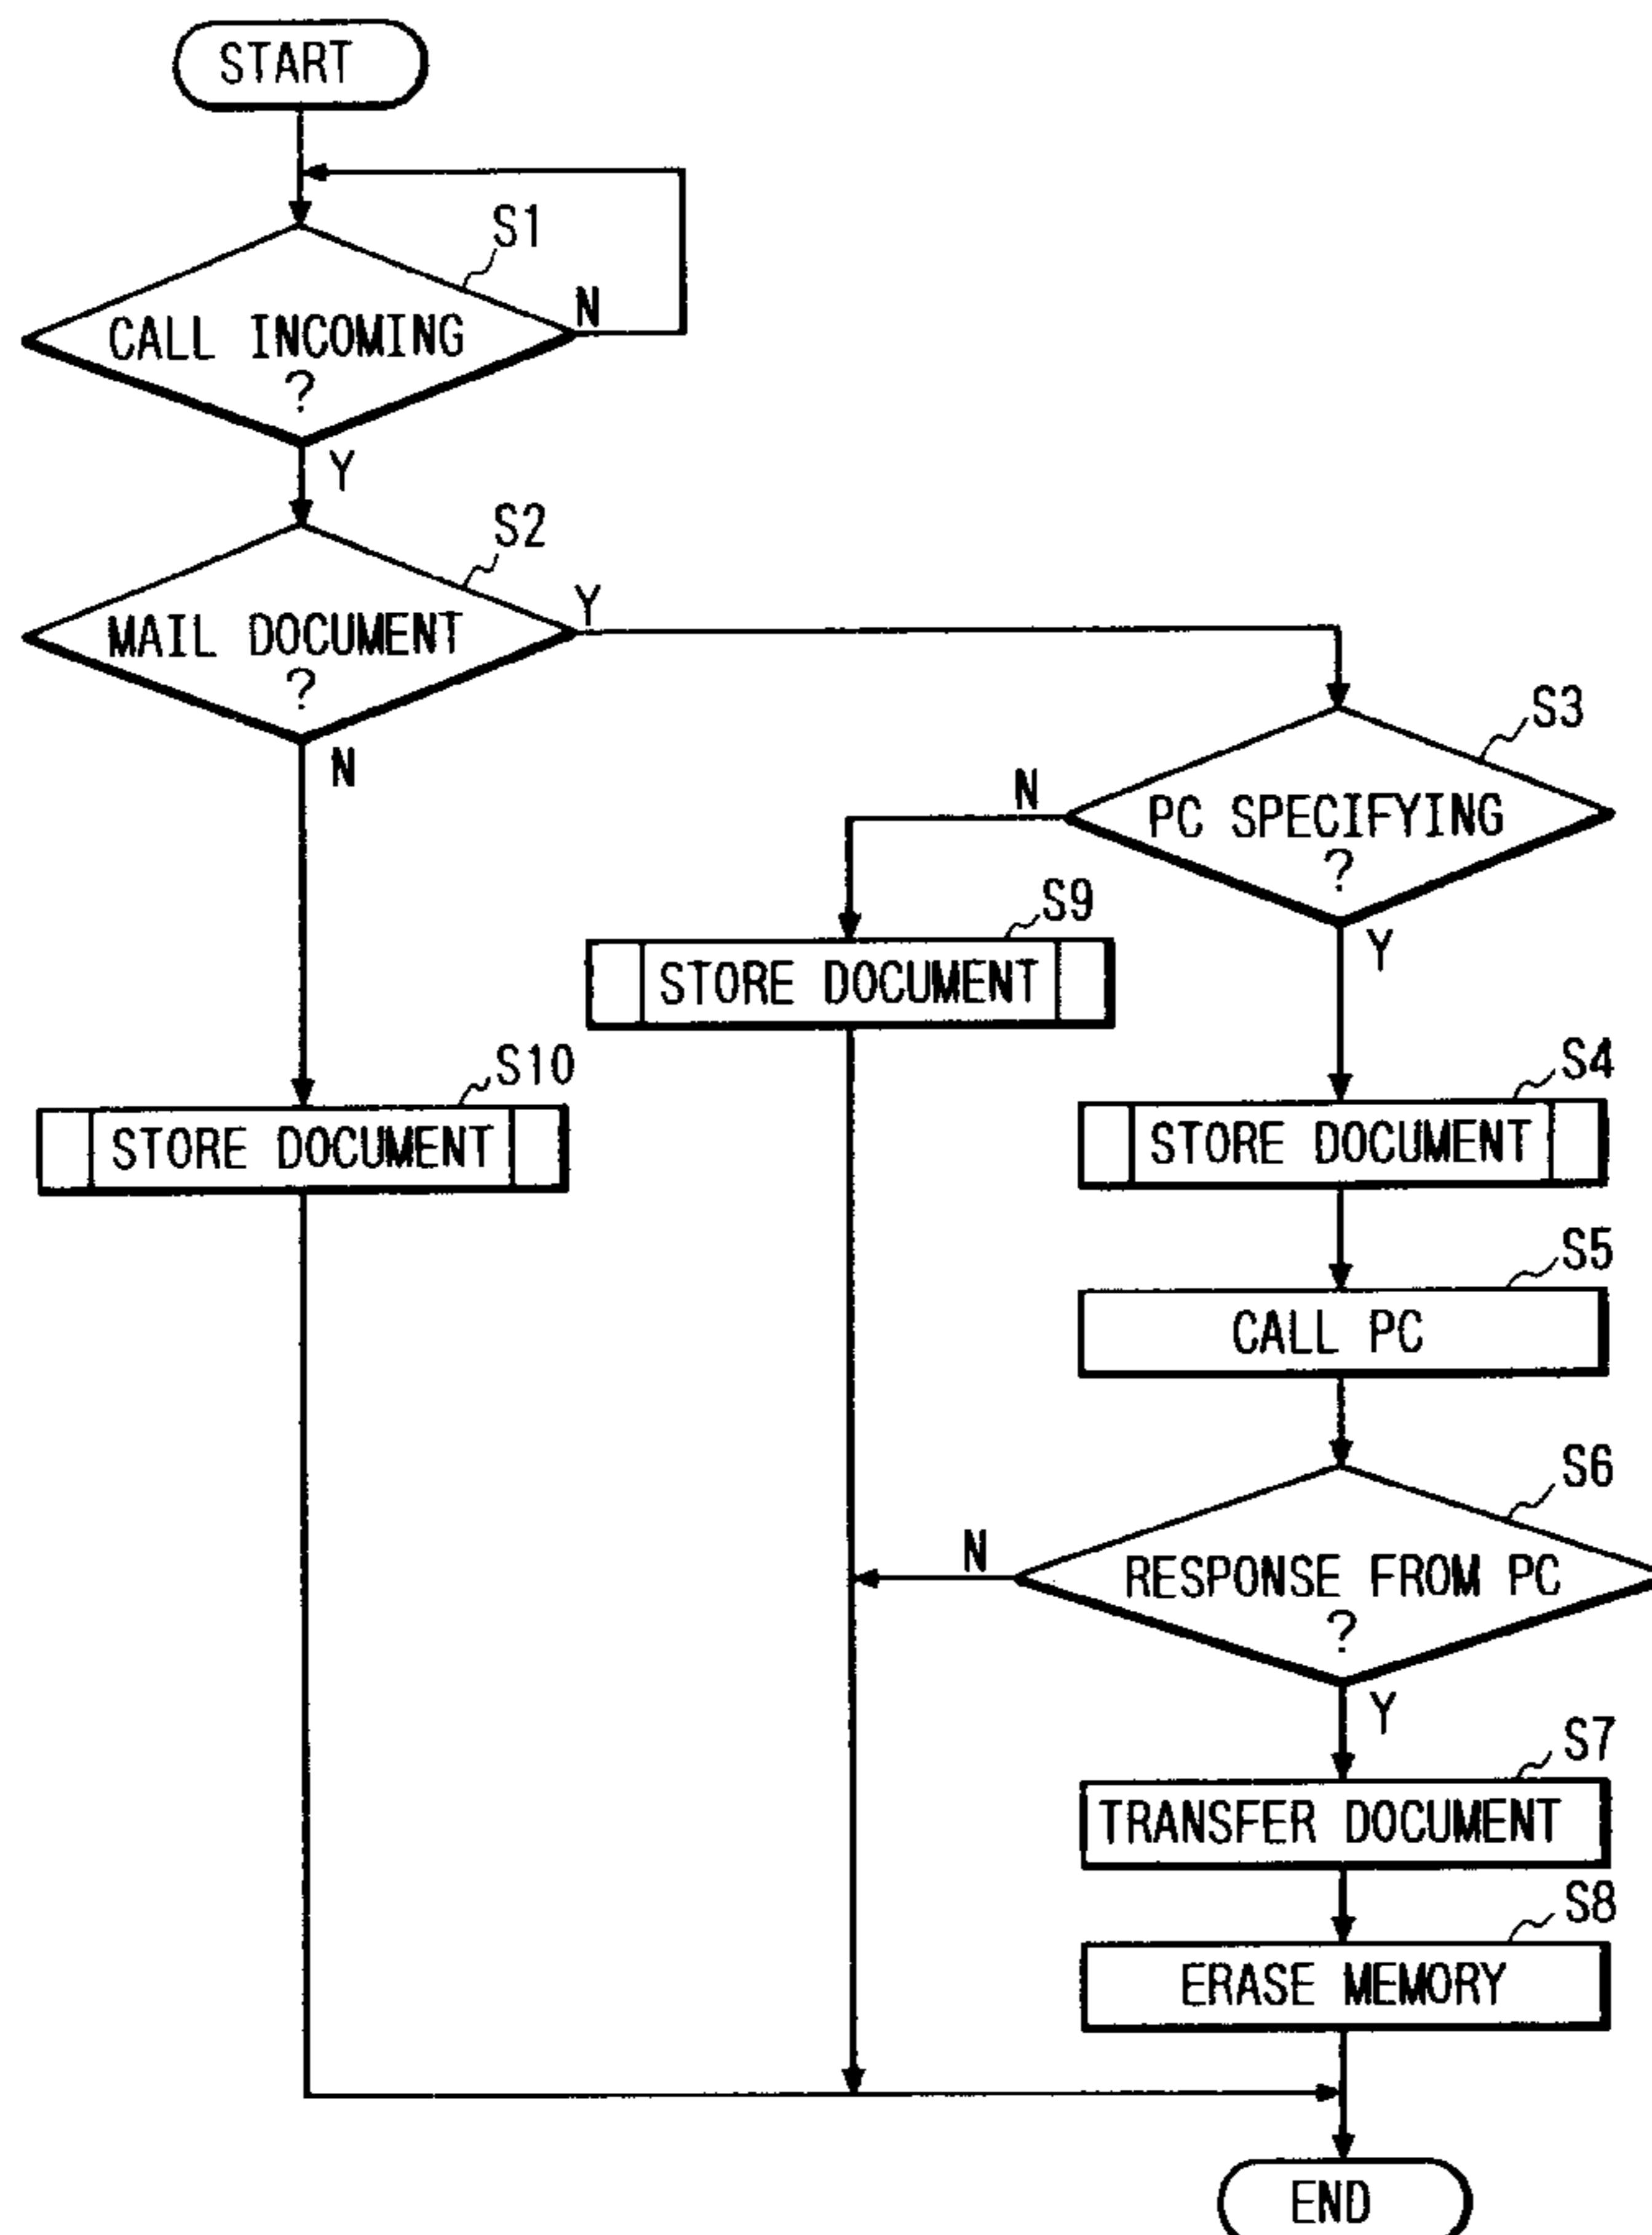 START
S1
N
CALL INCOMING
?
Y
S2
Y
MAIL DOCUMENT
?
N
S3
N
PC SPECIFYING
?
Y
S9
STORE DOCUMENT
S10
STORE DOCUMENT
S4
STORE DOCUMENT
S5
CALL PC
S6
N
RESPONSE FROM PC
?
Y
S7
TRANSFER DOCUMENT
S8
ERASE MEMORY
END